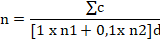 n = ∑c / [1 x n1 + 0,1x n2]d